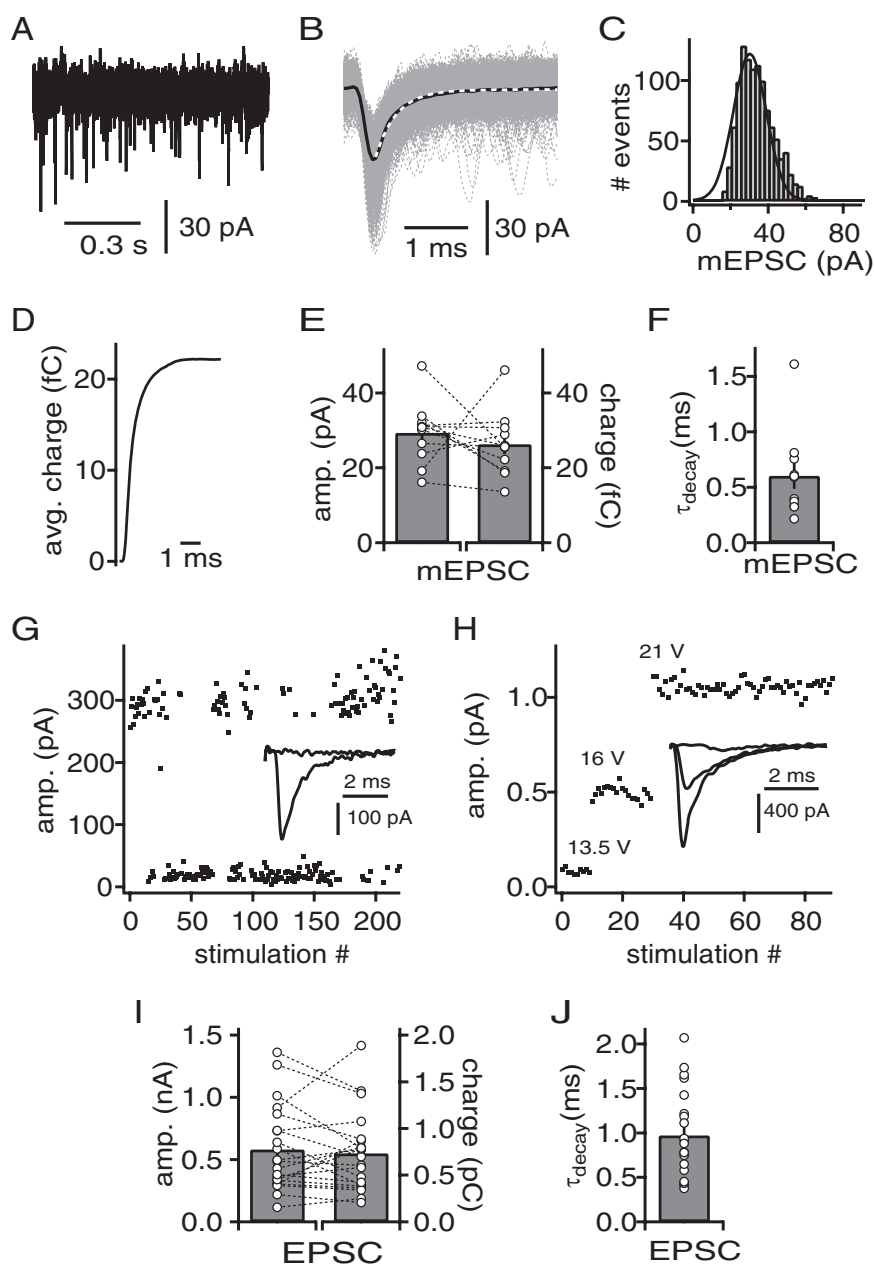 A
0.3 s
30 pA
B
1 ms
30 pA
C
# events
100
50
0
0 40 80
mEPSC (pA)
D
avg. charge (fC)
20
10
0
1 ms
E
amp. (pA)
40
20
0
charge (fC)
40
20
0
mEPSC
F
τdecay(ms)
1.5
1.0
0.5
0.0
mEPSC
G
amp. (pA)
300
200
100
0
2 ms
100 pA
0 50 100 150 200
stimulation #
H
amp. (pA)
1.0
0.5
0.0
21 V
16 V
13.5 V
2 ms
400 pA
0 20 40 60 80
stimulation #
I
amp. (nA)
1.5
1.0
0.5
0.0
charge (pC)
2.0
1.5
1.0
0.5
0.0
EPSC
J
τdecay(ms)
2.0
1.5
1.0
0.5
0.0
EPSC